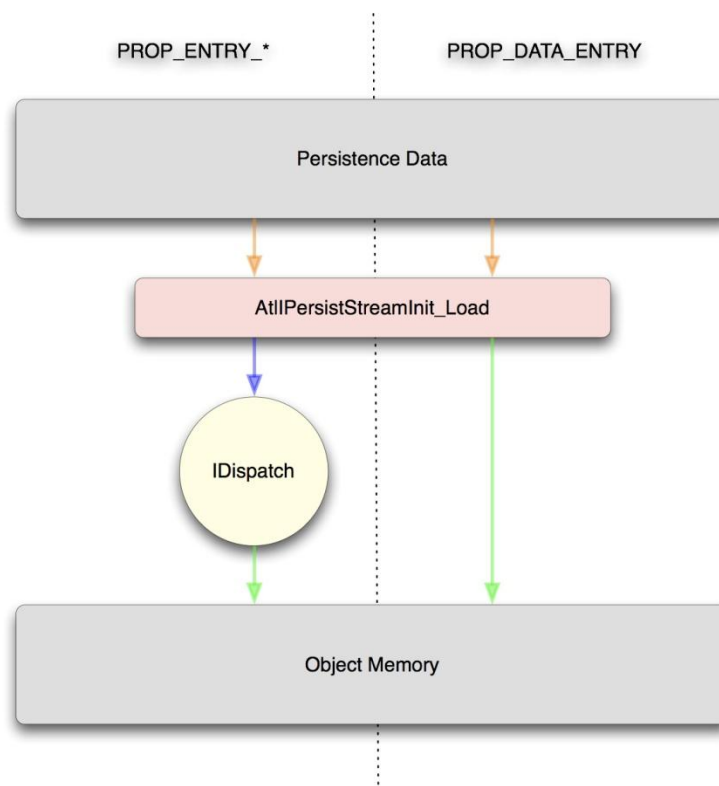 PROP_ENTRY_*
PROP_DATA_ENTRY
Persistence Data
AtlIPersistStreamInit_Load
IDispatch
Object Memory